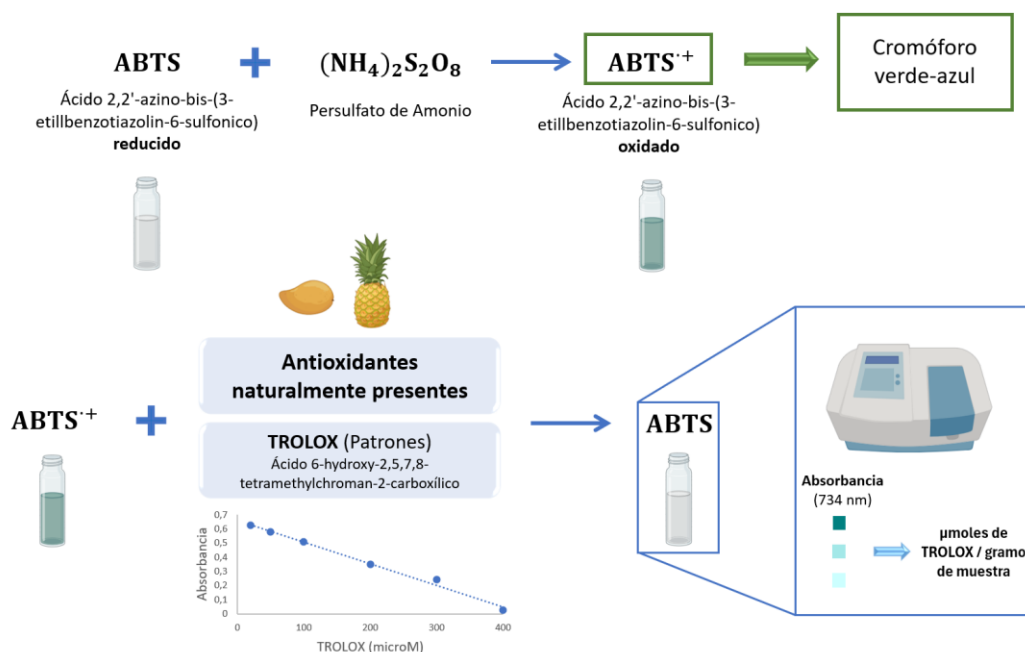 ABTS
+
(NH₄)₂S₂O₈
ABTS·⁺
Cromóforo
verde-azul
Ácido 2,2'-azino-bis-(3-
etillbenzotiazolin-6-sulfonico)
reducido
Persulfato de Amonio
Ácido 2,2'-azino-bis-(3-
etillbenzotiazolin-6-sulfonico)
oxidado
ABTS·⁺
+
Antioxidantes
naturalmente presentes
TROLOX (Patrones)
Ácido 6-hydroxy-2,5,7,8-
tetramethylchroman-2-carboxílico
Absorbancia
0,7
0,6
0,5
0,4
0,3
0,2
0,1
0
0
100
200
300
400
TROLOX (microM)
ABTS
Absorbancia
(734 nm)
µmoles de
TROLOX / gramo
de muestra